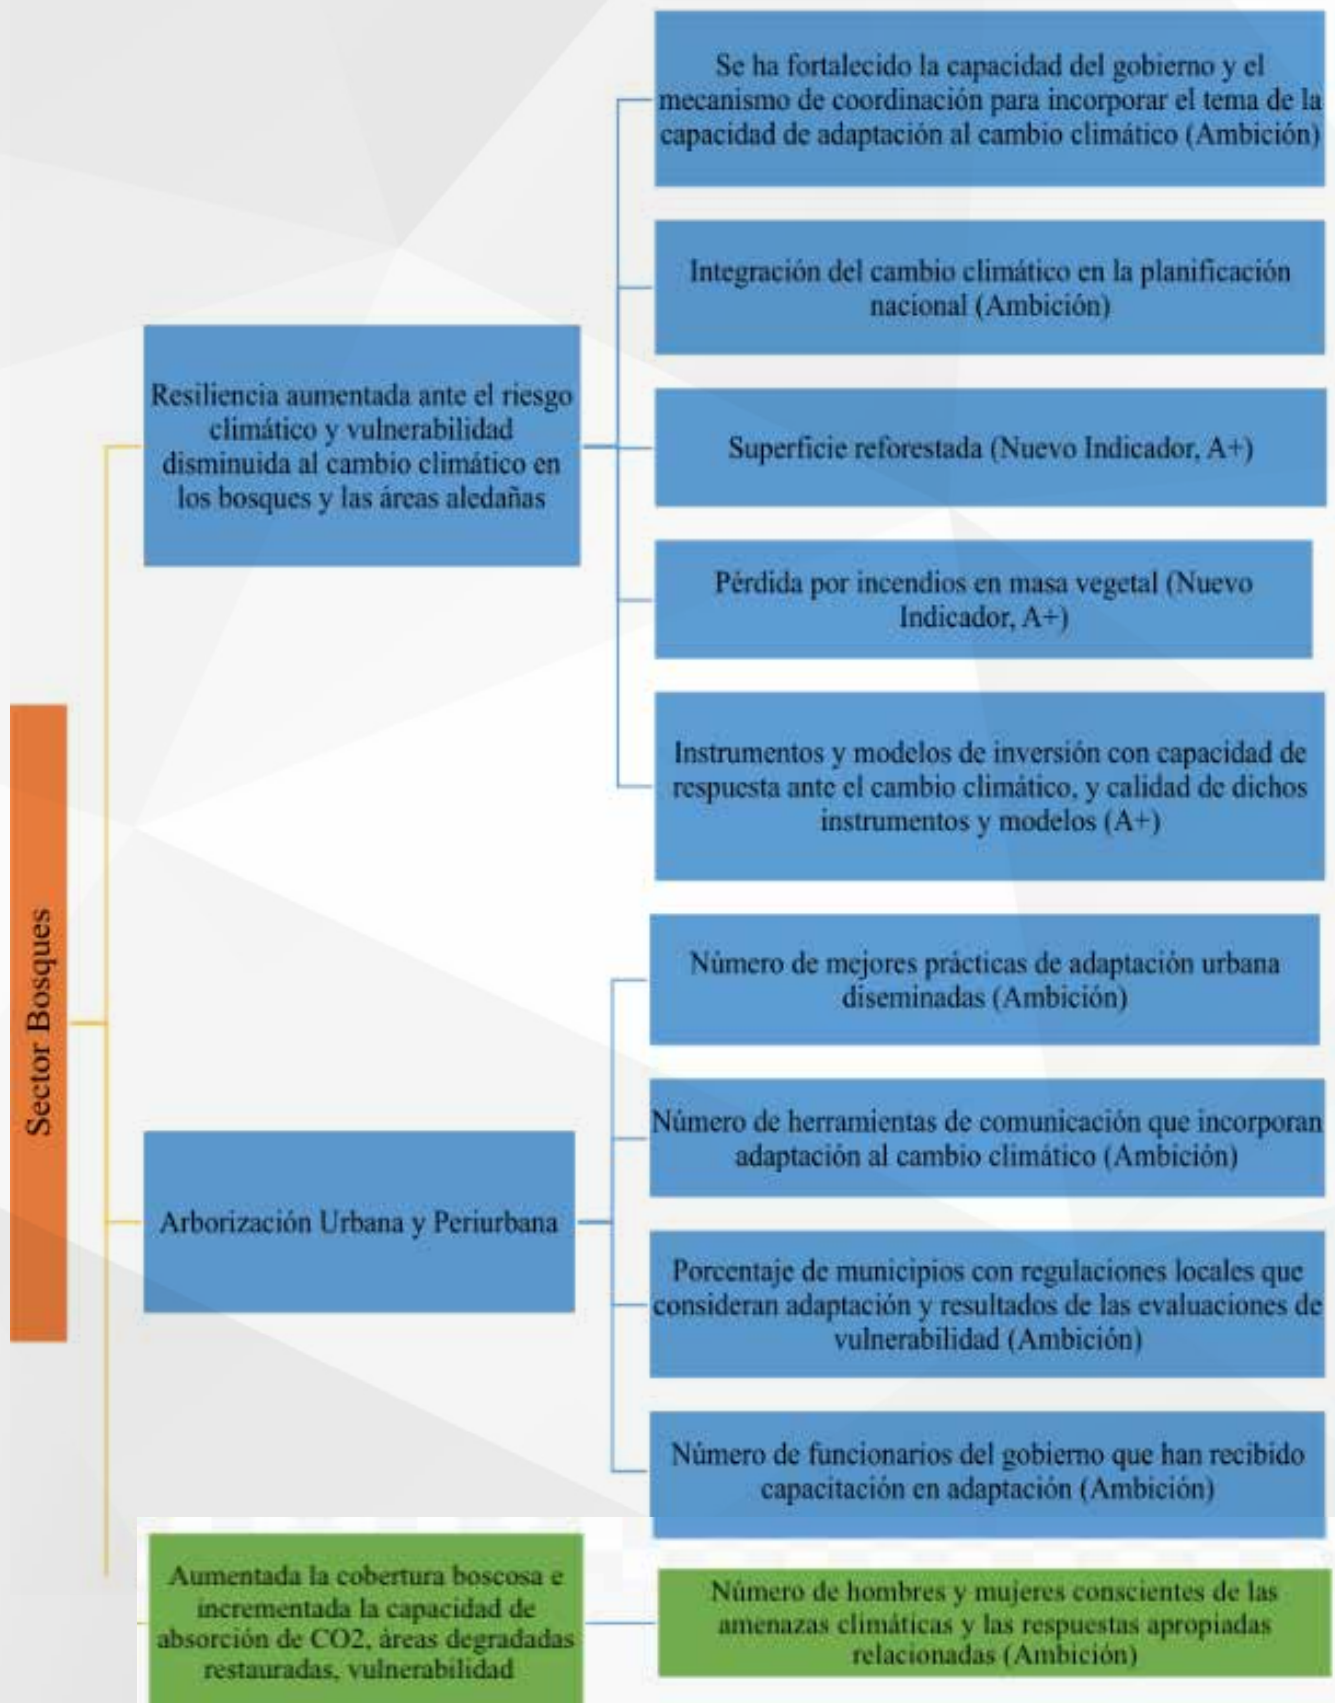 Sector Bosques
Resiliencia aumentada ante el riesgo
climático y vulnerabilidad
disminuida al cambio climático en
los bosques y las áreas aledañas
Se ha fortalecido la capacidad del gobierno y el
mecanismo de coordinación para incorporar el tema de la
capacidad de adaptación al cambio climático (Ambición)
Integración del cambio climático en la planificación
nacional (Ambición)
Superficie reforestada (Nuevo Indicador, A+)
Pérdida por incendios en masa vegetal (Nuevo
Indicador, A+)
Instrumentos y modelos de inversión con capacidad de
respuesta ante el cambio climático, y calidad de dichos
instrumentos y modelos (A+)
Arborización Urbana y Periurbana
Número de mejores prácticas de adaptación urbana
diseminadas (Ambición)
Número de herramientas de comunicación que incorporan
adaptación al cambio climático (Ambición)
Porcentaje de municipios con regulaciones locales que
consideran adaptación y resultados de las evaluaciones de
vulnerabilidad (Ambición)
Número de funcionarios del gobierno que han recibido
capacitación en adaptación (Ambición)
Aumentada la cobertura boscosa e
incrementada la capacidad de
absorción de CO2, áreas degradadas
restauradas, vulnerabilidad
Número de hombres y mujeres conscientes de las
amenazas climáticas y las respuestas apropiadas
relacionadas (Ambición)